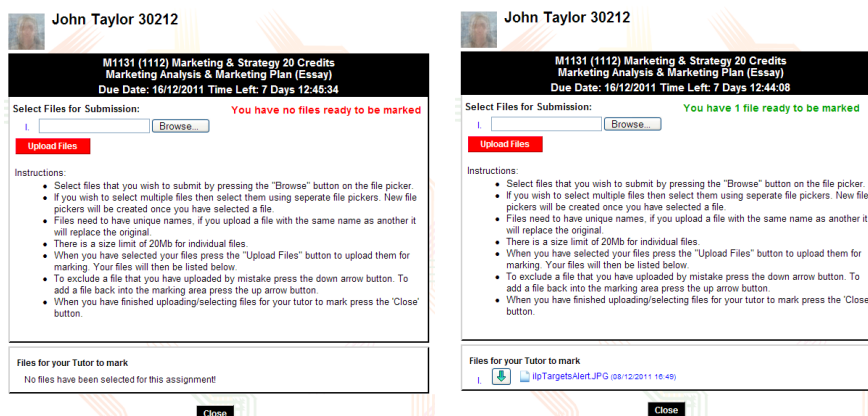 John Taylor 30212
M1131 (1112) Marketing & Strategy 20 Credits
Marketing Analysis & Marketing Plan (Essay)
Due Date: 16/12/2011 Time Left: 7 Days 12:45:34
Select Files for Submission:
You have no files ready to be marked
I.
Browse...
Upload Files
Instructions:
Select files that you wish to submit by pressing the "Browse" button on the file picker.
If you wish to select multiple files then select them using seperate file pickers. New file
pickers will be created once you have selected a file.
Files need to have unique names, if you upload a file with the same name as another it
will replace the original.
There is a size limit of 20Mb for individual files.
When you have selected your files press the "Upload Files" button to upload them for
marking. Your files will then be listed below.
To exclude a file that you have uploaded by mistake press the down arrow button. To
add a file back into the marking area press the up arrow button.
When you have finished uploading/selecting files for your tutor to mark press the 'Close'
button.
Files for your Tutor to mark
No files have been selected for this assignment!
Close
John Taylor 30212
M1131 (1112) Marketing & Strategy 20 Credits
Marketing Analysis & Marketing Plan (Essay)
Due Date: 16/12/2011 Time Left: 7 Days 12:44:08
Select Files for Submission:
You have 1 file ready to be marked
I.
Browse...
Upload Files
Instructions:
Select files that you wish to submit by pressing the "Browse" button on the file picker.
If you wish to select multiple files then select them using seperate file pickers. New file
pickers will be created once you have selected a file.
Files need to have unique names, if you upload a file with the same name as another it
will replace the original.
There is a size limit of 20Mb for individual files.
When you have selected your files press the "Upload Files" button to upload them for
marking. Your files will then be listed below.
To exclude a file that you have uploaded by mistake press the down arrow button. To
add a file back into the marking area press the up arrow button.
When you have finished uploading/selecting files for your tutor to mark press the 'Close
button.
Files for your Tutor to mark
I.
ilpTargetsAlert.JPG (08/12/2011 16:49)
Close